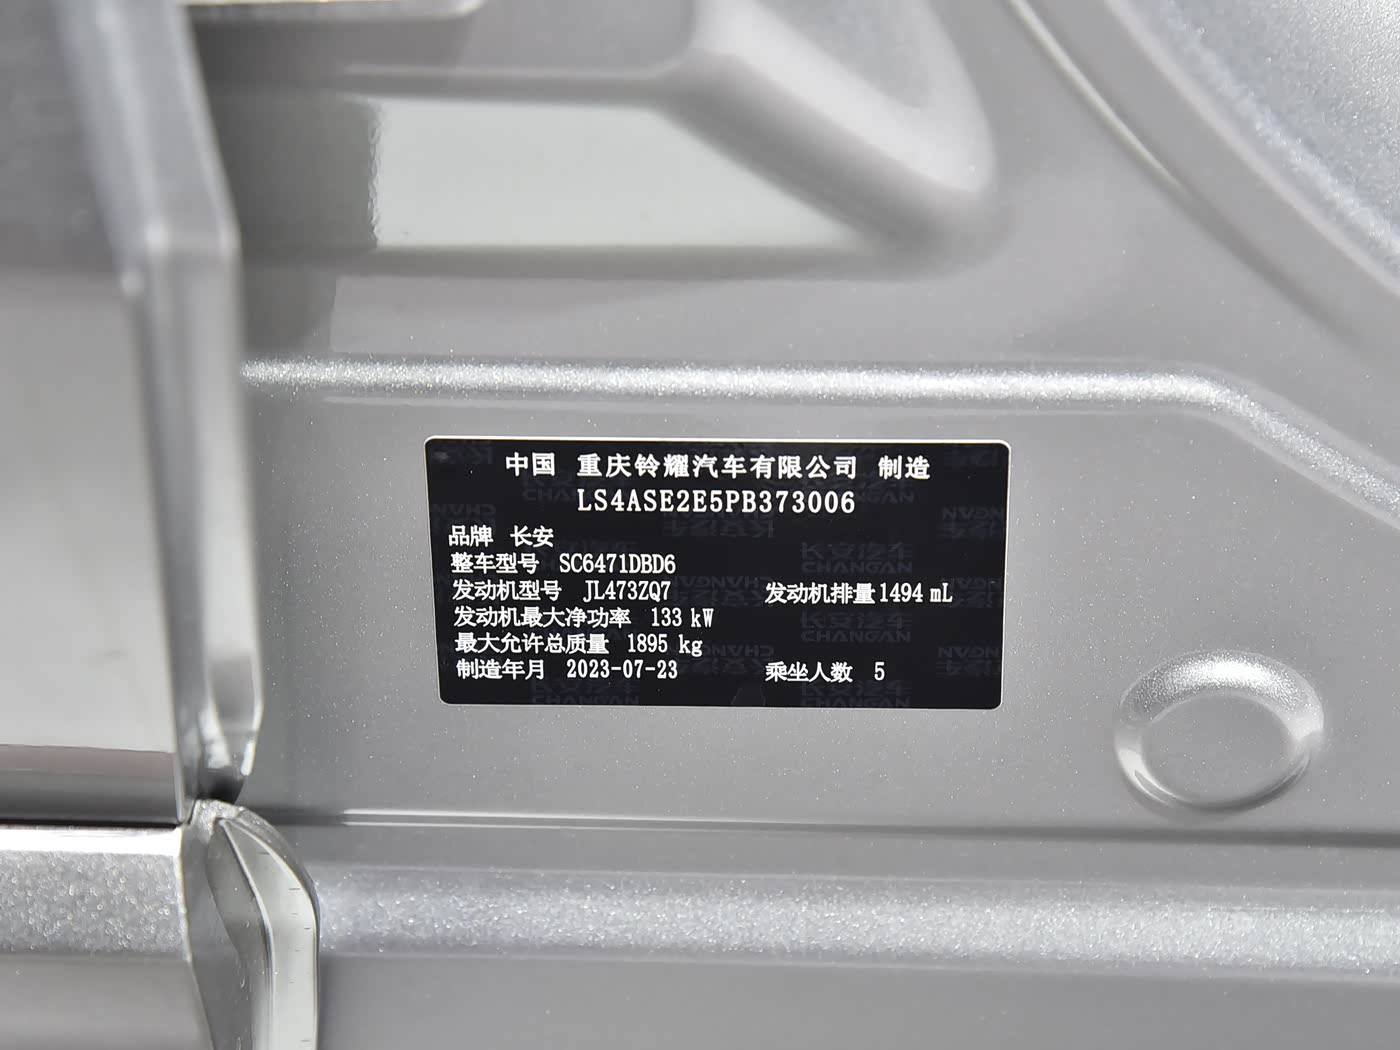 中国 重庆铃耀汽车有限公司 制造
LS4ASE2E5PB373006
品牌 长安
整车型号 SC6471DBD6
发动机型号 JL473ZQ7 发动机排量 1494 mL
发动机最大净功率 133 kW
最大允许总质量 1895 kg
制造年月 2023-07-23 乘坐人数 5